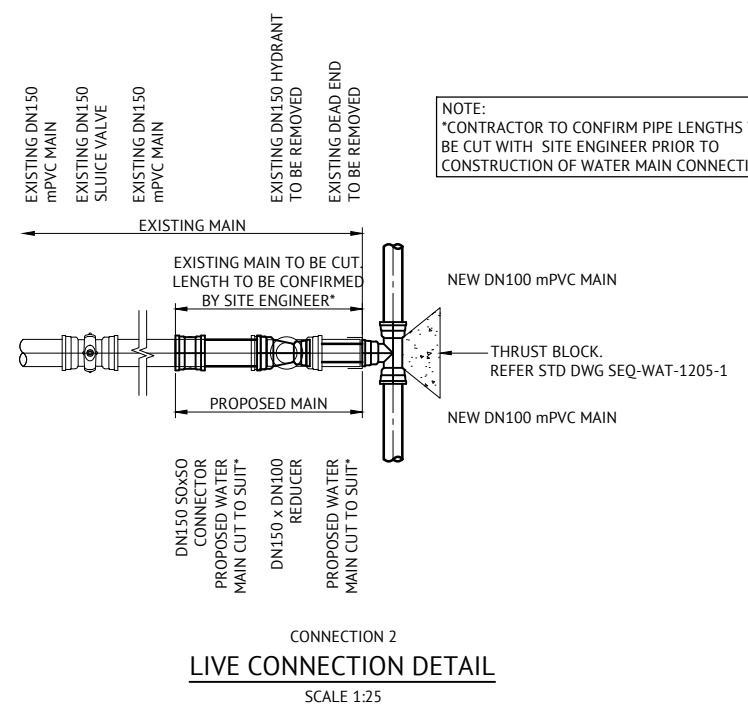 EXISTING DN150
mPVC MAIN
EXISTING DN150
SLUICE VALVE
EXISTING DN150
mPVC MAIN
EXISTING DN150 HYDRANT
TO BE REMOVED
EXISTING DEAD END
TO BE REMOVED
NOTE:
*CONTRACTOR TO CONFIRM PIPE LENGTHS
BE CUT WITH SITE ENGINEER PRIOR TO
CONSTRUCTION OF WATER MAIN
EXISTING MAIN
EXISTING MAIN TO BE CUT.
LENGTH TO BE CONFIRMED
BY SITE ENGINEER*
NEW DN100 mPVC MAIN
THRUST BLOCK.
REFER STD DWG SEQ-WAT-1205-1
PROPOSED MAIN
NEW DN100 mPVC MAIN
DN150 SOxSO
CONNECTOR
PROPOSED WATER
MAIN CUT TO SUIT*
DN150 x DN100
REDUCER
PROPOSED WATER
MAIN CUT TO SUIT*
CONNECTION 2
LIVE CONNECTION DETAIL
SCALE 1:25